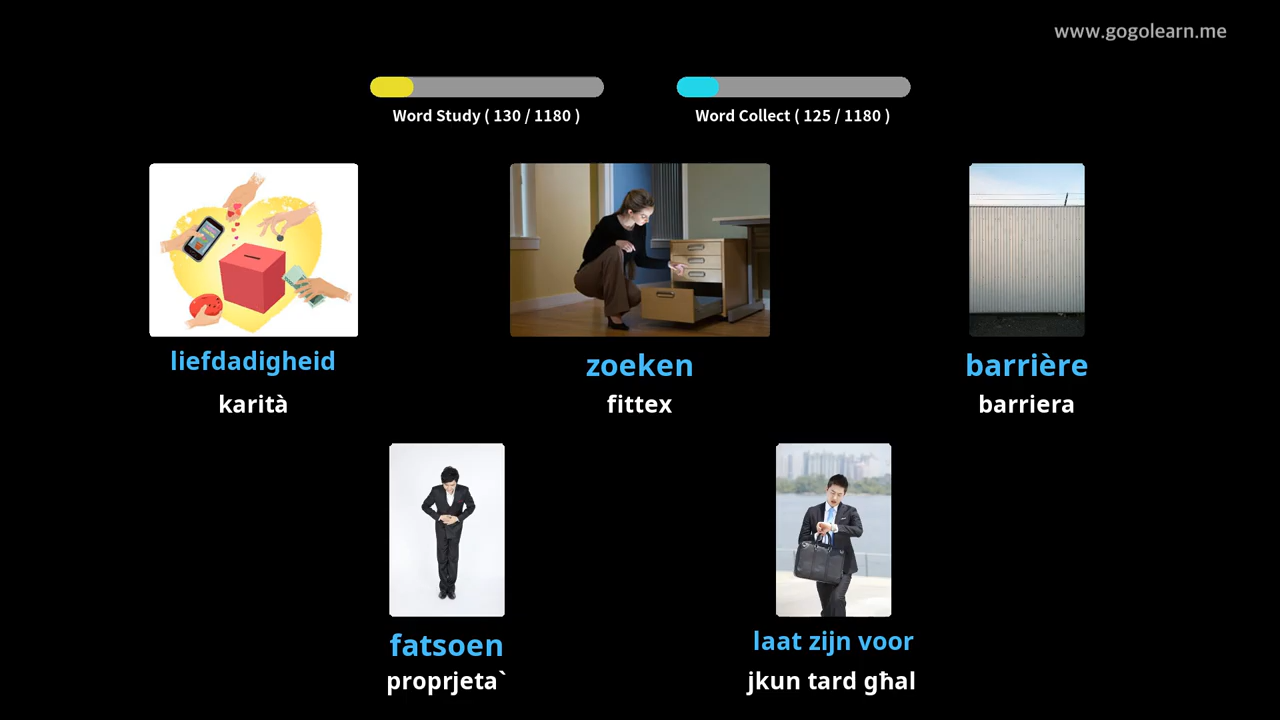 www.gogolearn.me
Word Study ( 130 / 1180 )
Word Collect ( 125 / 1180 )
liefdadigheid
karità
zoeken
fittex
barrière
barriera
fatsoen
proprjeta`
laat zijn voor
jkun tard għal